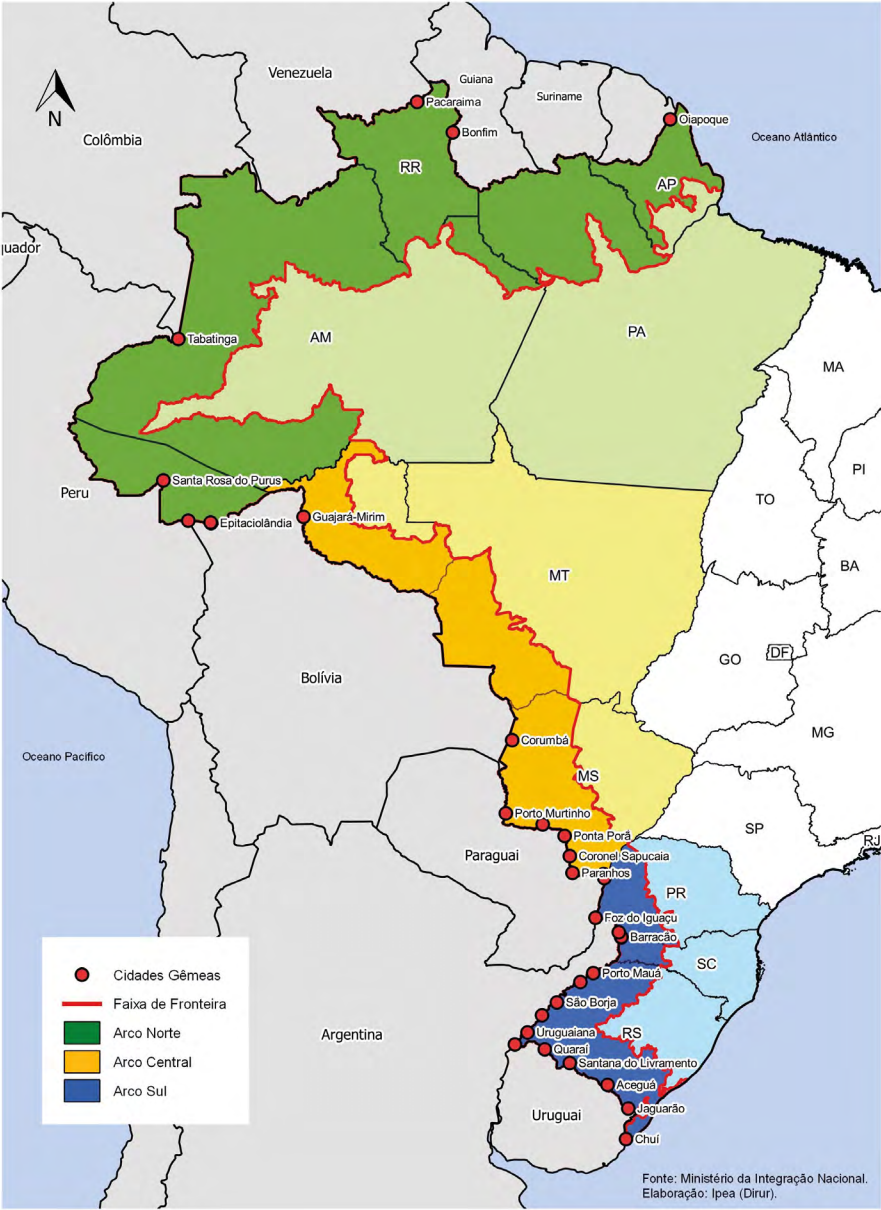 Venezuela
Guiana
Suriname
Colômbia
N
Pacaraima
Bonfim
Oiapoque
Oceano Atlântico
RR
AP
quador
Tabatinga
AM
PA
MA
PI
TO
BA
Peru
Santa Rosa do Purus
Epitaciolândia
Guajará-Mirim
MT
GO
DF
MG
Bolívia
Oceano Pacífico
Corumbá
MS
Porto Murtinho
Ponta Porã
Coronel Sapucaia
Paranhos
SP
RJ
Paraguai
PR
Foz do Iguaçu
Barracão
SC
Porto Mauá
São Borja
RS
Uruguaiana
Quaraí
Santana do Livramento
Aceguá
Jaguarão
Chuí
Argentina
Uruguai
Cidades Gêmeas
Faixa de Fronteira
Arco Norte
Arco Central
Arco Sul
Fonte: Ministério da Integração Nacional.
Elaboração: Ipea (Dirur).